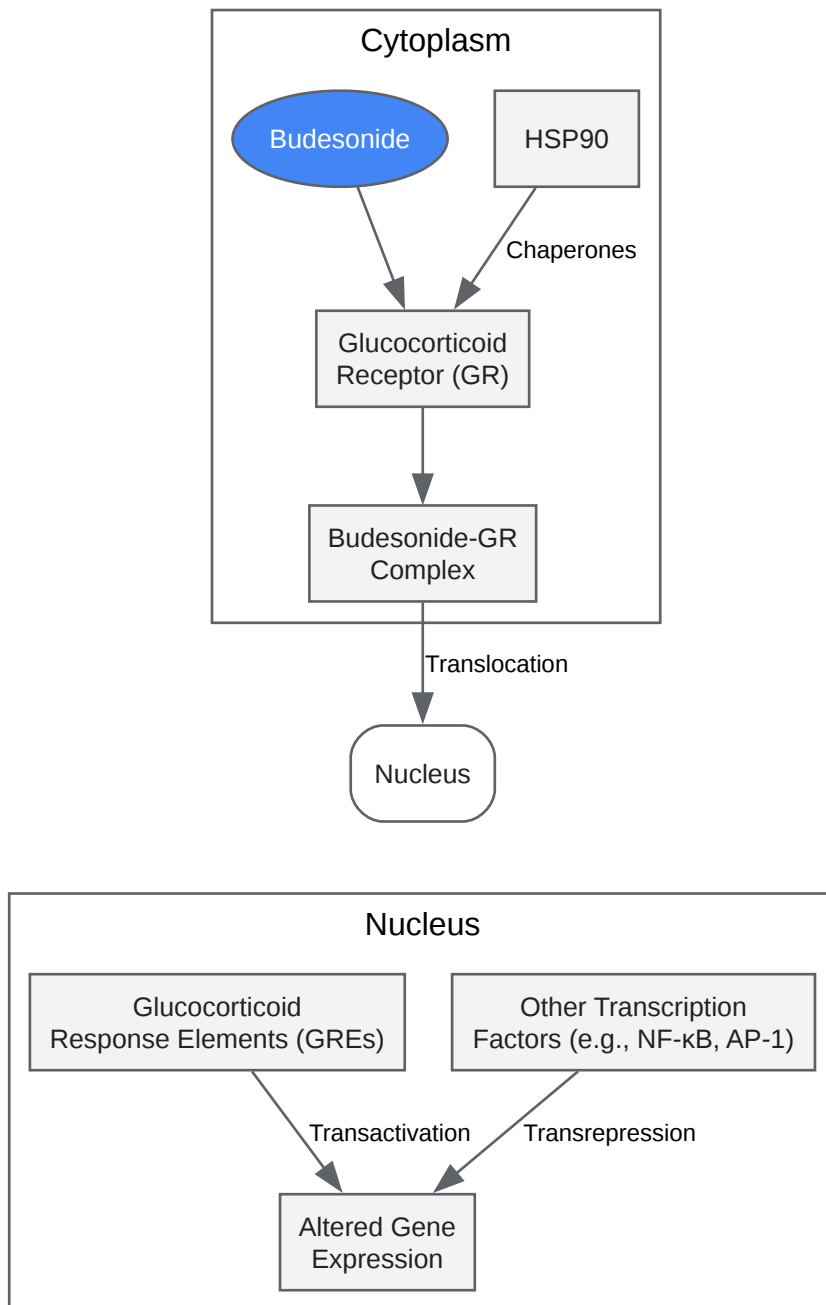 Cytoplasm
Budesonide
HSP90
Chaperones
Glucocorticoid
Receptor (GR)
Budesonide-GR
Complex
Translocation
Nucleus
Nucleus
Glucocorticoid
Response Elements (GREs)
Other Transcription
Factors (e.g., NF-κB, AP-1)
Transactivation
Transrepression
Altered Gene
Expression